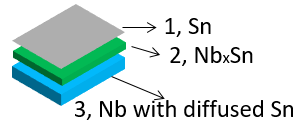 1, Sn
2, NbxSn
3, Nb with diffused Sn